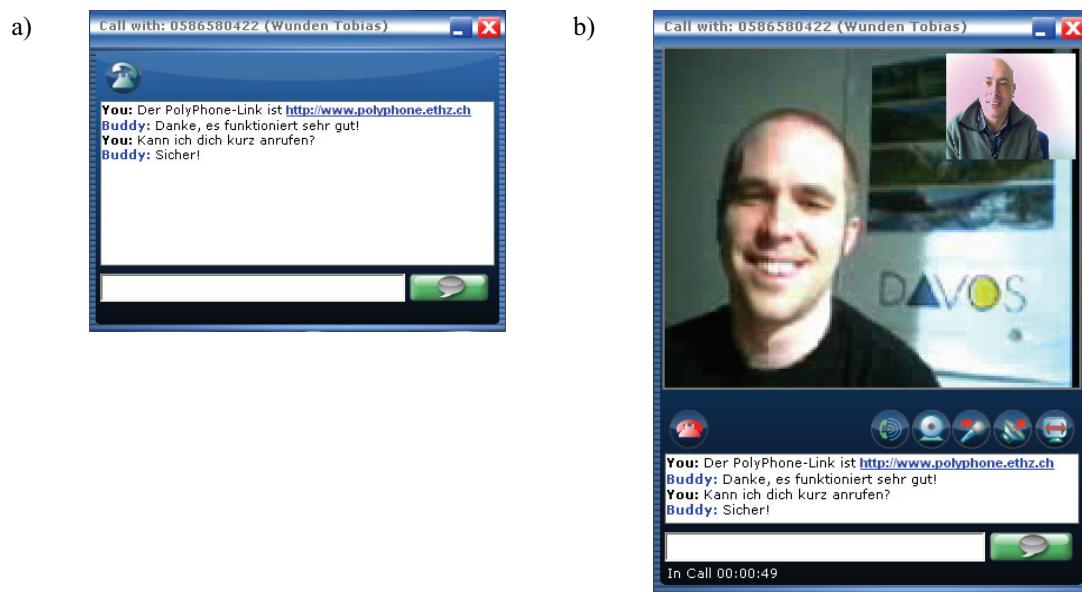 a)
Call with: 0586580422 (Wunden Tobias)
You: Der PolyPhone-Link ist http://www.polyphone.ethz.ch
Buddy: Danke, es funktioniert sehr gut!
You: Kann ich dich kurz anrufen?
Buddy: Sicher!
b)
Call with: 0586580422 (Wunden Tobias)
DAVOS
You: Der PolyPhone-Link ist http://www.polyphone.ethz.ch
Buddy: Danke, es funktioniert sehr gut!
You: Kann ich dich kurz anrufen?
Buddy: Sicher!
In Call 00:00:49